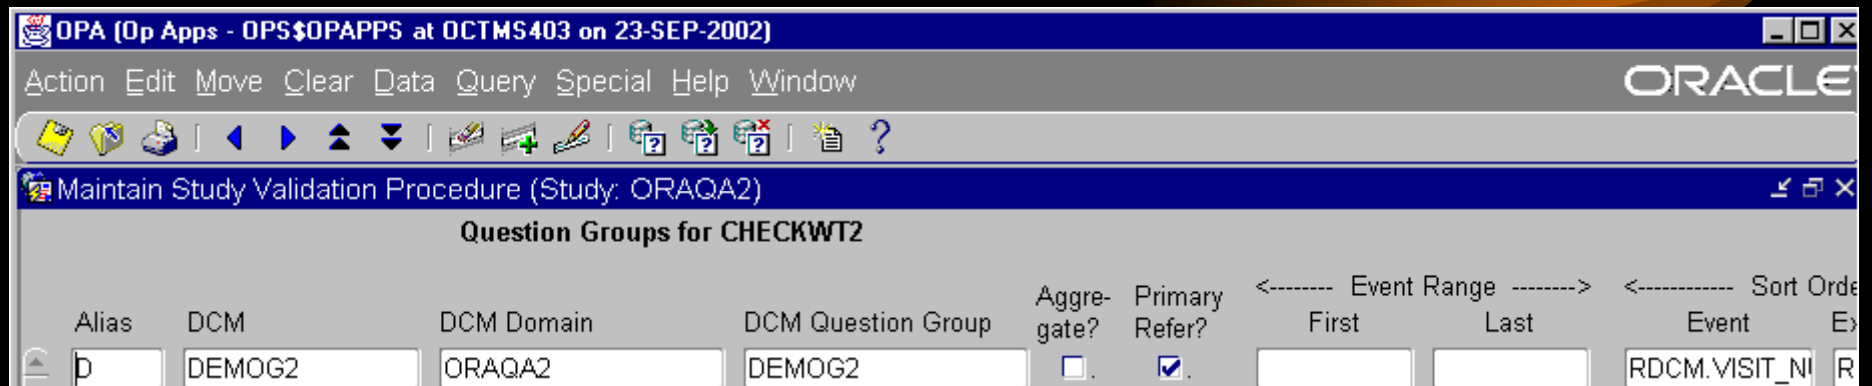 OPA (Op Apps - OPS$OPAPPS at OCTMS403 on 23-SEP-2002)
Action Edit Move Clear Data Query Special Help Window ORACLE
Maintain Study Validation Procedure (Study: ORAQA2)
Question Groups for CHECKWT2
Aggre- Primary <-------- Event Range --------> <------------ Sort Orde
Alias DCM DCM Domain DCM Question Group gate? Refer? First Last Event Ex
D DEMOG2 ORAQA2 DEMOG2 RDCM.VISIT_NU R